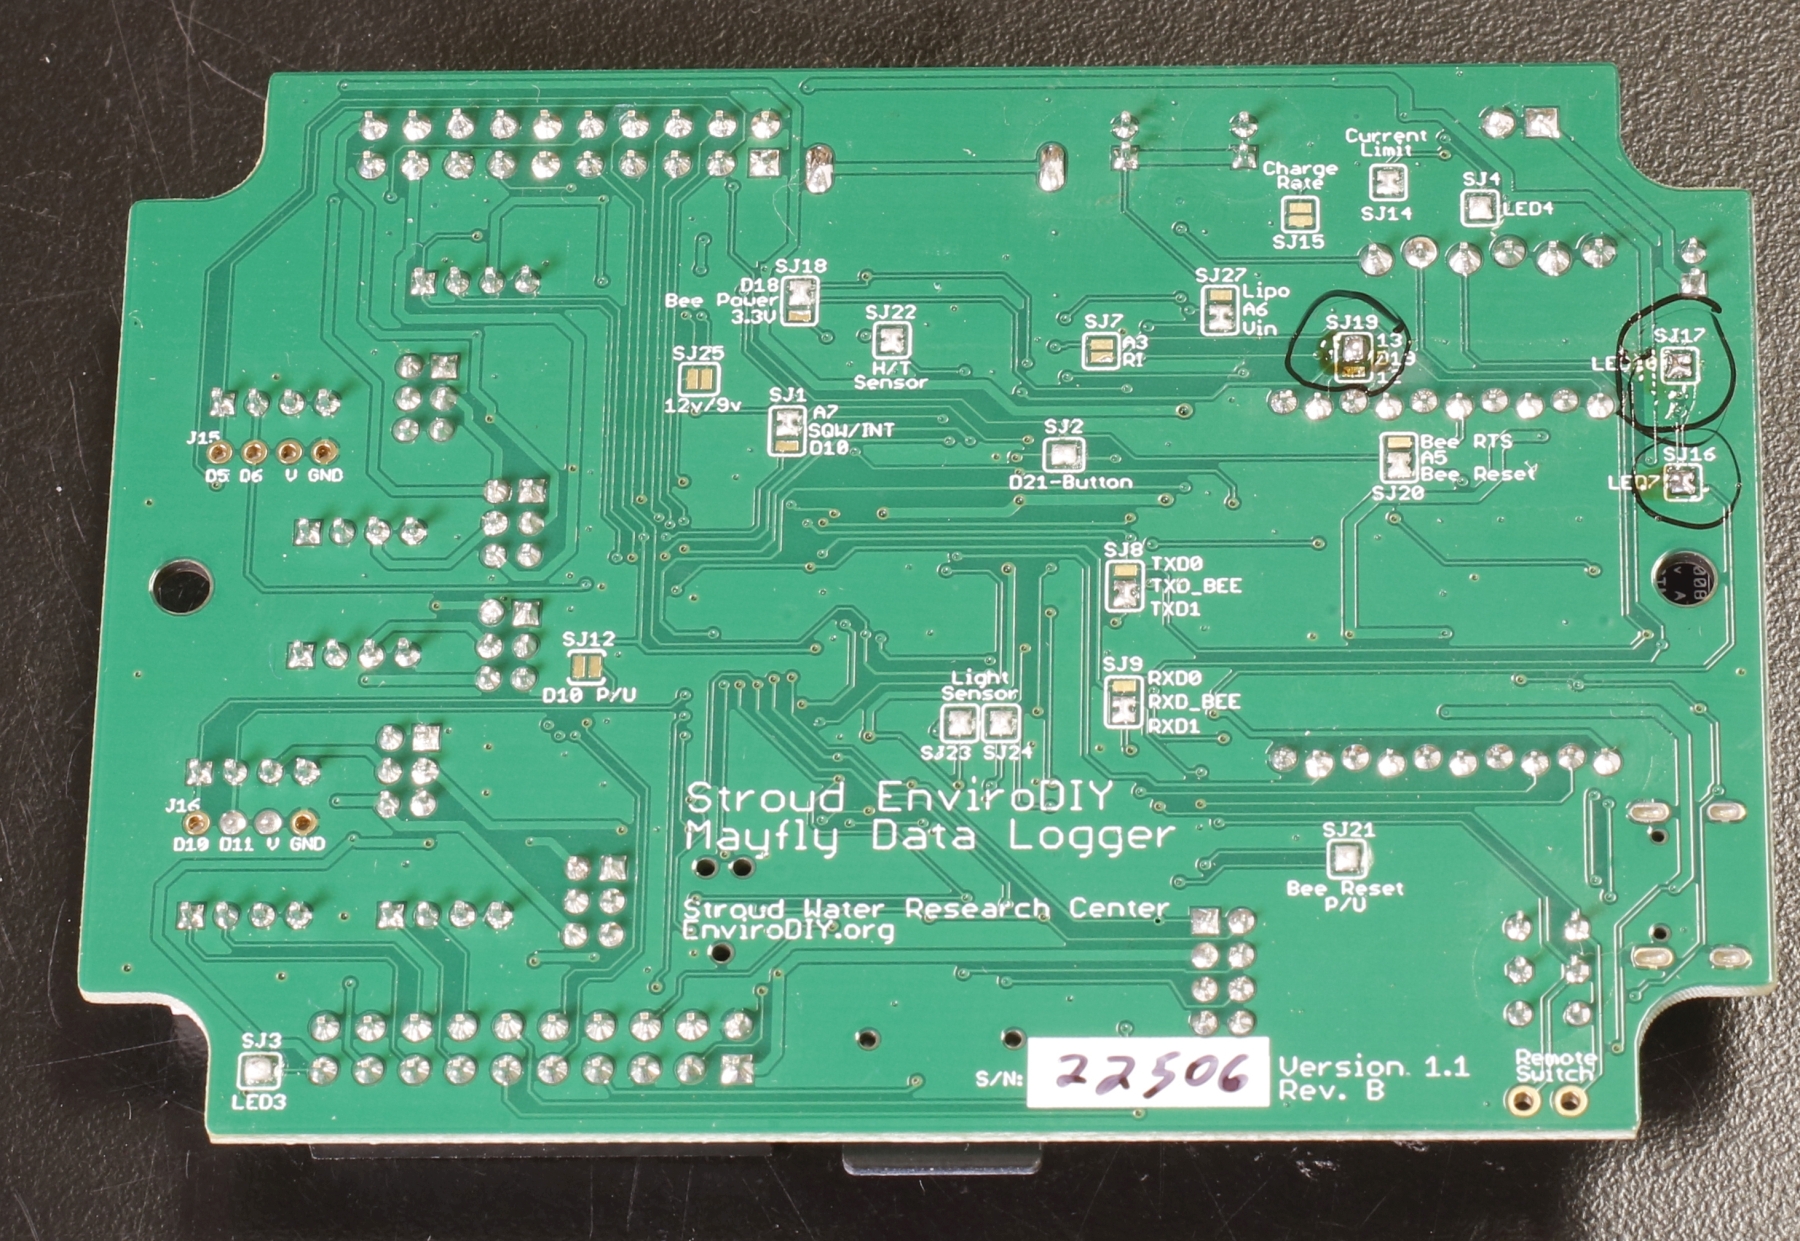 Current
Limit
Charge
Rate
SJ14
SJ15
SJ4
LED4
SJ18
D18
Bee Power
3.3V
SJ22
H/T
Sensor
SJ27
Lipo
A6
Vin
SJ7
A3
RI
SJ19
13
D19
SJ17
SJ25
12v/9v
SJ1
A7
SQW/INT
D10
SJ2
D21-Button
Bee RTS
A5
Bee Reset
SJ20
SJ16
LED7
J15
D5 D6 V GND
SJ8
TXD0
TXD_BEE
TXD1
SJ12
D10 P/U
SJ9
RXD0
RXD_BEE
RXD1
Light
Sensor
SJ23 SJ24
J16
D10 D11 V GND
Stroud EnviroDIY
Mayfly Data Logger
SJ21
Bee Reset
P/U
Stroud Water Research Center
EnviroDIY.org
SJ3
LED3
S/N: 22506
Version 1.1
Rev. B
Remote
Switch